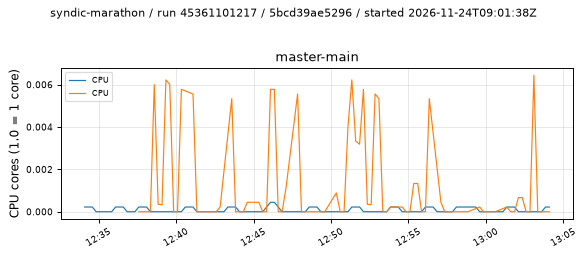 syndic-marathon / run 45361101217 / 5bcd39ae5296 / started 2026-11-24T09:01:38Z
master-main
CPU cores (1.0 = 1 core)
0.006
0.004
0.002
0.000
CPU
CPU
12:35
12:40
12:45
12:50
12:55
13:00
13:05